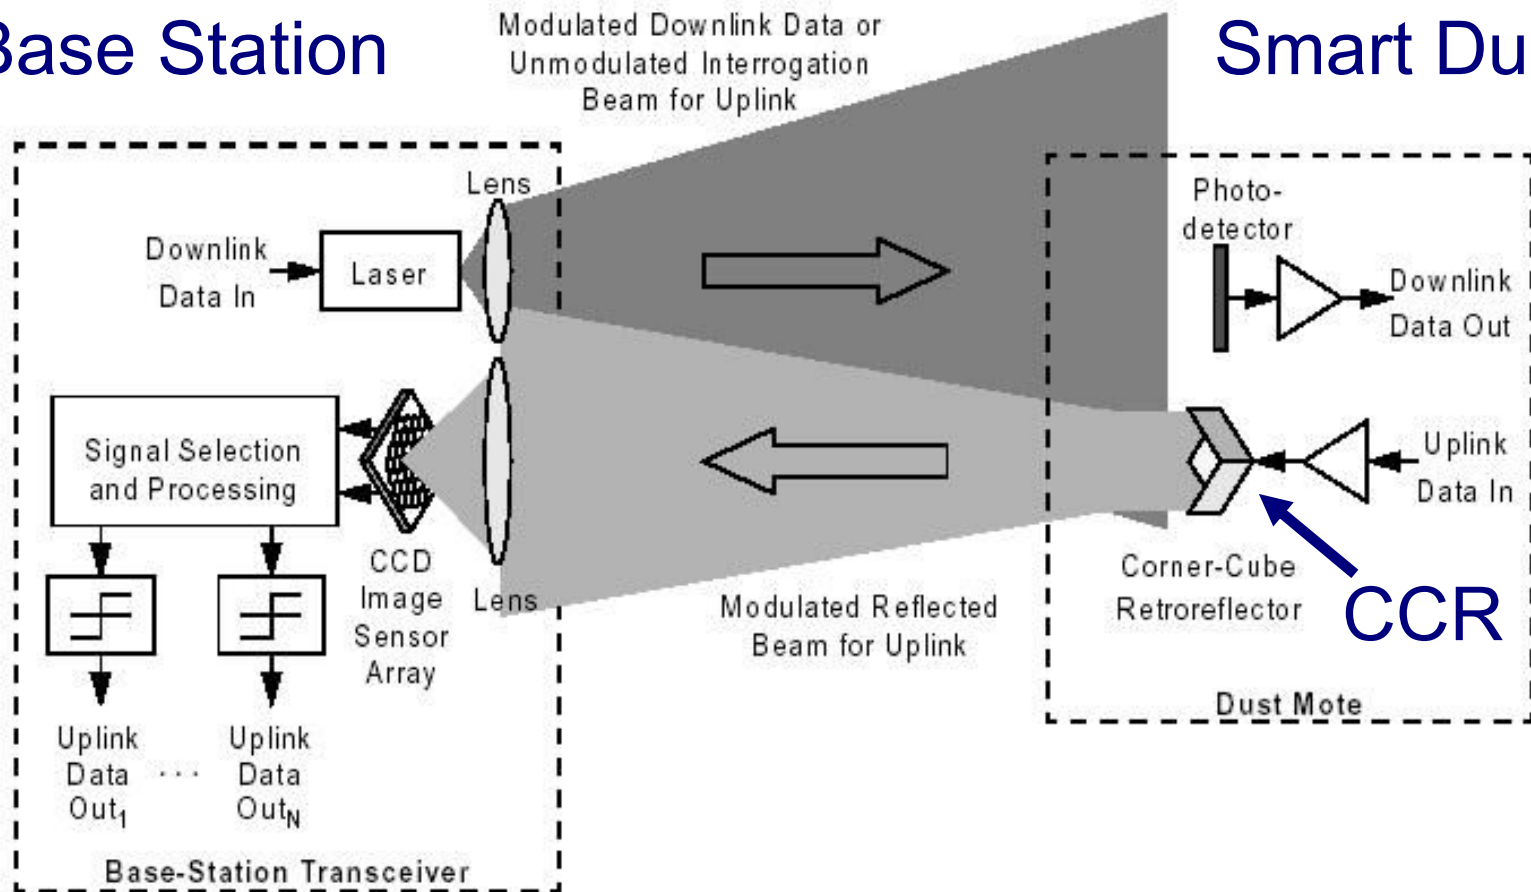 Base Station
Modulated Downlink Data or
Unmodulated Interrogation
Beam for Uplink
Smart Du
Lens
Downlink
Data In
Laser
Photo-
detector
Downlink
Data Out
Signal Selection
and Processing
CCD
Image
Sensor
Array
Lens
Uplink
Data In
Corner-Cube
Retroreflector
CCR
Modulated Reflected
Beam for Uplink
Dust Mote
Uplink
Data
Out1
...
Uplink
Data
OutN
Base-Station Transceiver